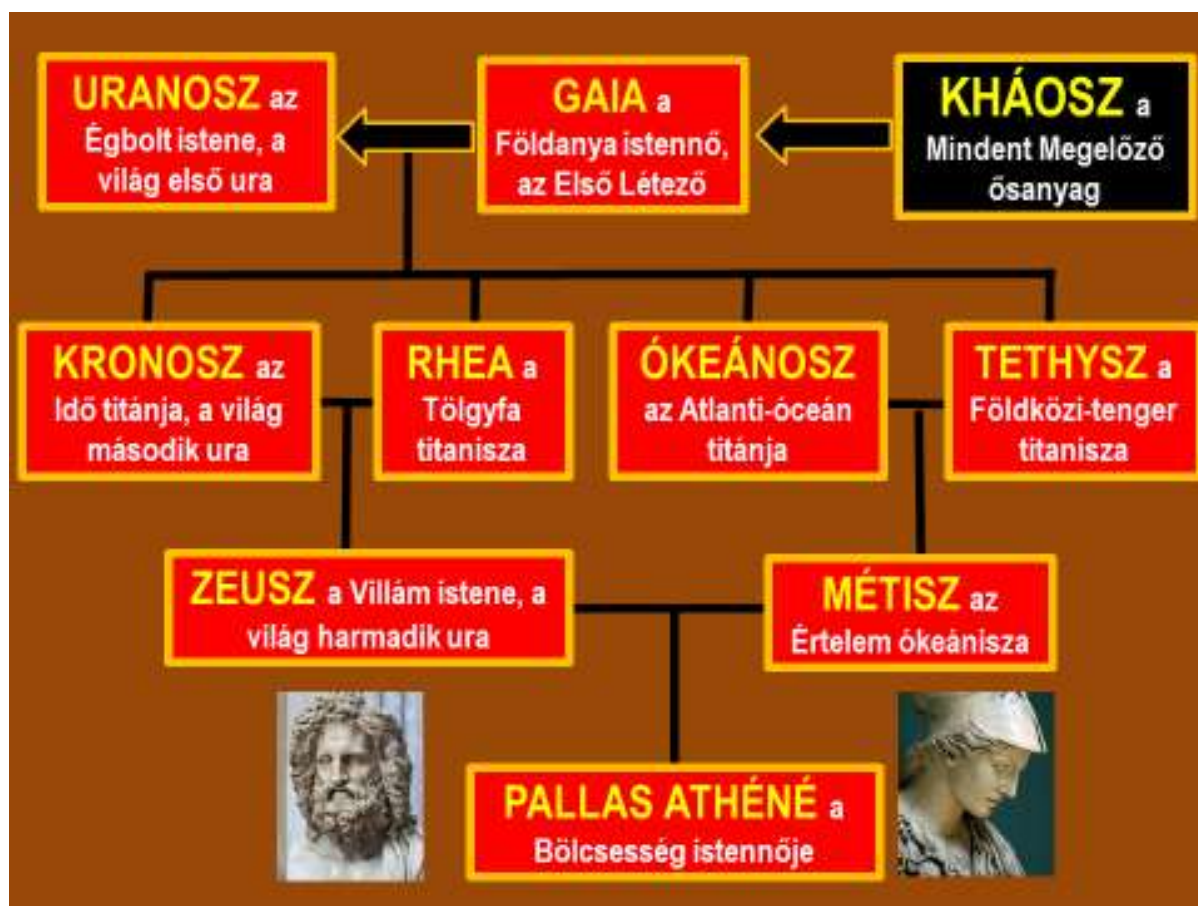 URANOSZ az
Égbolt istene, a
világ első ura
GAIA a
Földanya istennő,
az Első Létező
KHÁOSZ a
Mindent Megelőző
ősanyag
KRONOSZ az
Idő titánja, a világ
második ura
RHEA a
Tölgyfa
titanisza
ÓKEÁNOSZ
az Atlanti-óceán
titánja
TETHYSZ a
Földközi-tenger
titanisza
ZEUSZ a Villám istene, a
világ harmadik ura
MÉTISZ az
Értelem ókeánisza
PALLAS ATHÉNÉ a
Bölcsesség istennője